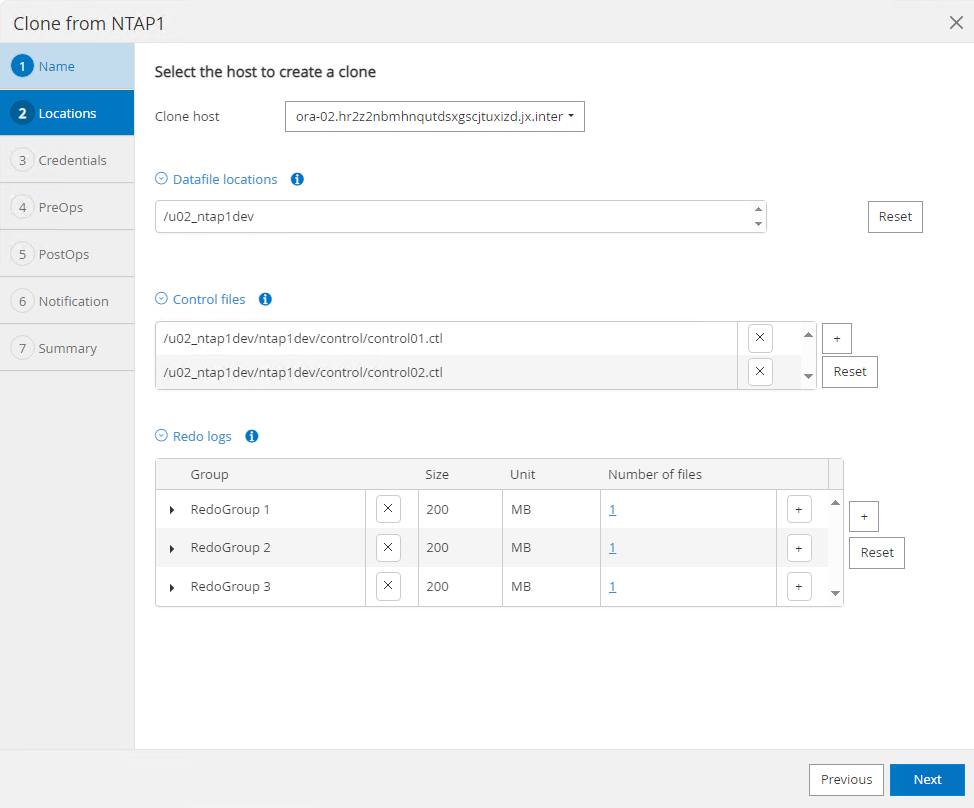 Clone from NTAP1
1 Name
2 Locations
3 Credentials
4 PreOps
5 PostOps
6 Notification
7 Summary
Select the host to create a clone
Clone host ora-02.hr2z2nbmhnqutdsxgscjtuxizd.jx.inter
Datafile locations
/u02_ntap1dev
Reset
Control files
/u02_ntap1dev/ntap1dev/control/control01.ctl
+
/u02_ntap1dev/ntap1dev/control/control02.ctl
Reset
Redo logs
Group Size Unit Number of files
RedoGroup 1 200 MB 1 +
+
RedoGroup 2 200 MB 1 +
Reset
RedoGroup 3 200 MB 1 +
Previous Next